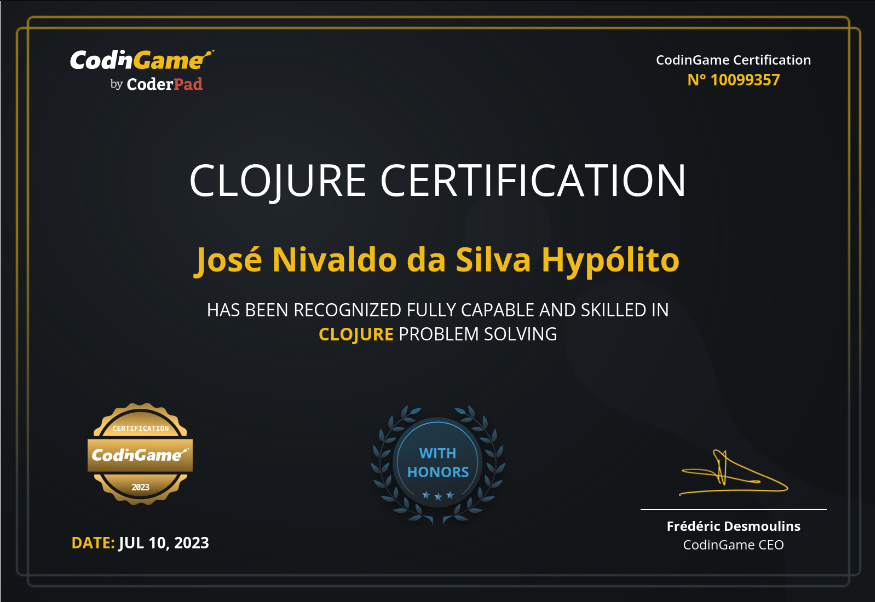 CodinGame
by CoderPad
CodinGame Certification
N° 10099357
CLOJURE CERTIFICATION
José Nivaldo da Silva Hypólito
HAS BEEN RECOGNIZED FULLY CAPABLE AND SKILLED IN
CLOJURE PROBLEM SOLVING
CERTIFICATION
CodinGame
2023
WITH
HONORS
DATE: JUL 10, 2023
Frédéric Desmoulins
CodinGame CEO